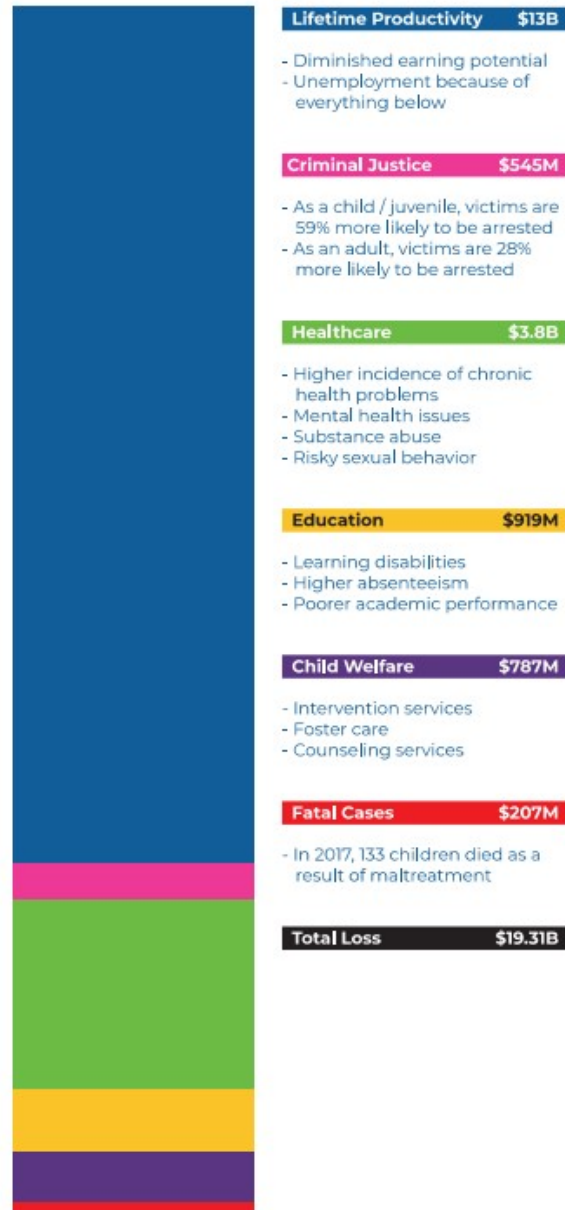 Lifetime Productivity $13B
- Diminished earning potential
- Unemployment because of
everything below
Criminal Justice $545M
- As a child / juvenile, victims are
59% more likely to be arrested
- As an adult, victims are 28%
more likely to be arrested
Healthcare $3.8B
- Higher incidence of chronic
health problems
- Mental health issues
- Substance abuse
- Risky sexual behavior
Education $919M
- Learning disabilities
- Higher absenteeism
- Poorer academic performance
Child Welfare $787M
- Intervention services
- Foster care
- Counseling services
Fatal Cases $207M
- In 2017, 133 children died as a
result of maltreatment
Total Loss $19.31B